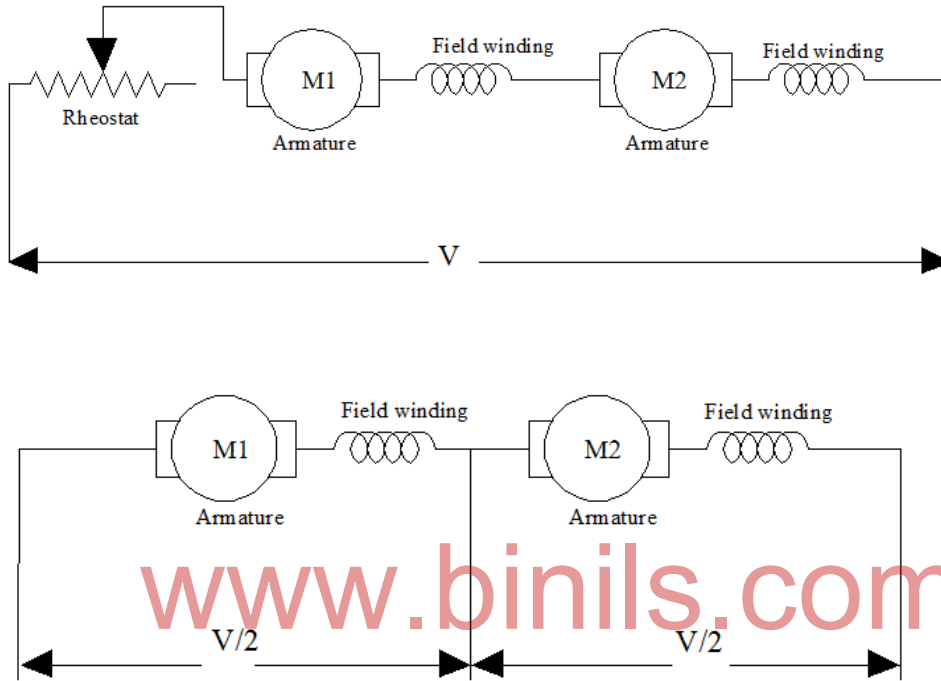 Field winding
Field winding
M1
M2
Rheostat
Armature
Armature
V
Field winding
Field winding
M1
M2
Armature
Armature
www.binils.com
V/2
V/2